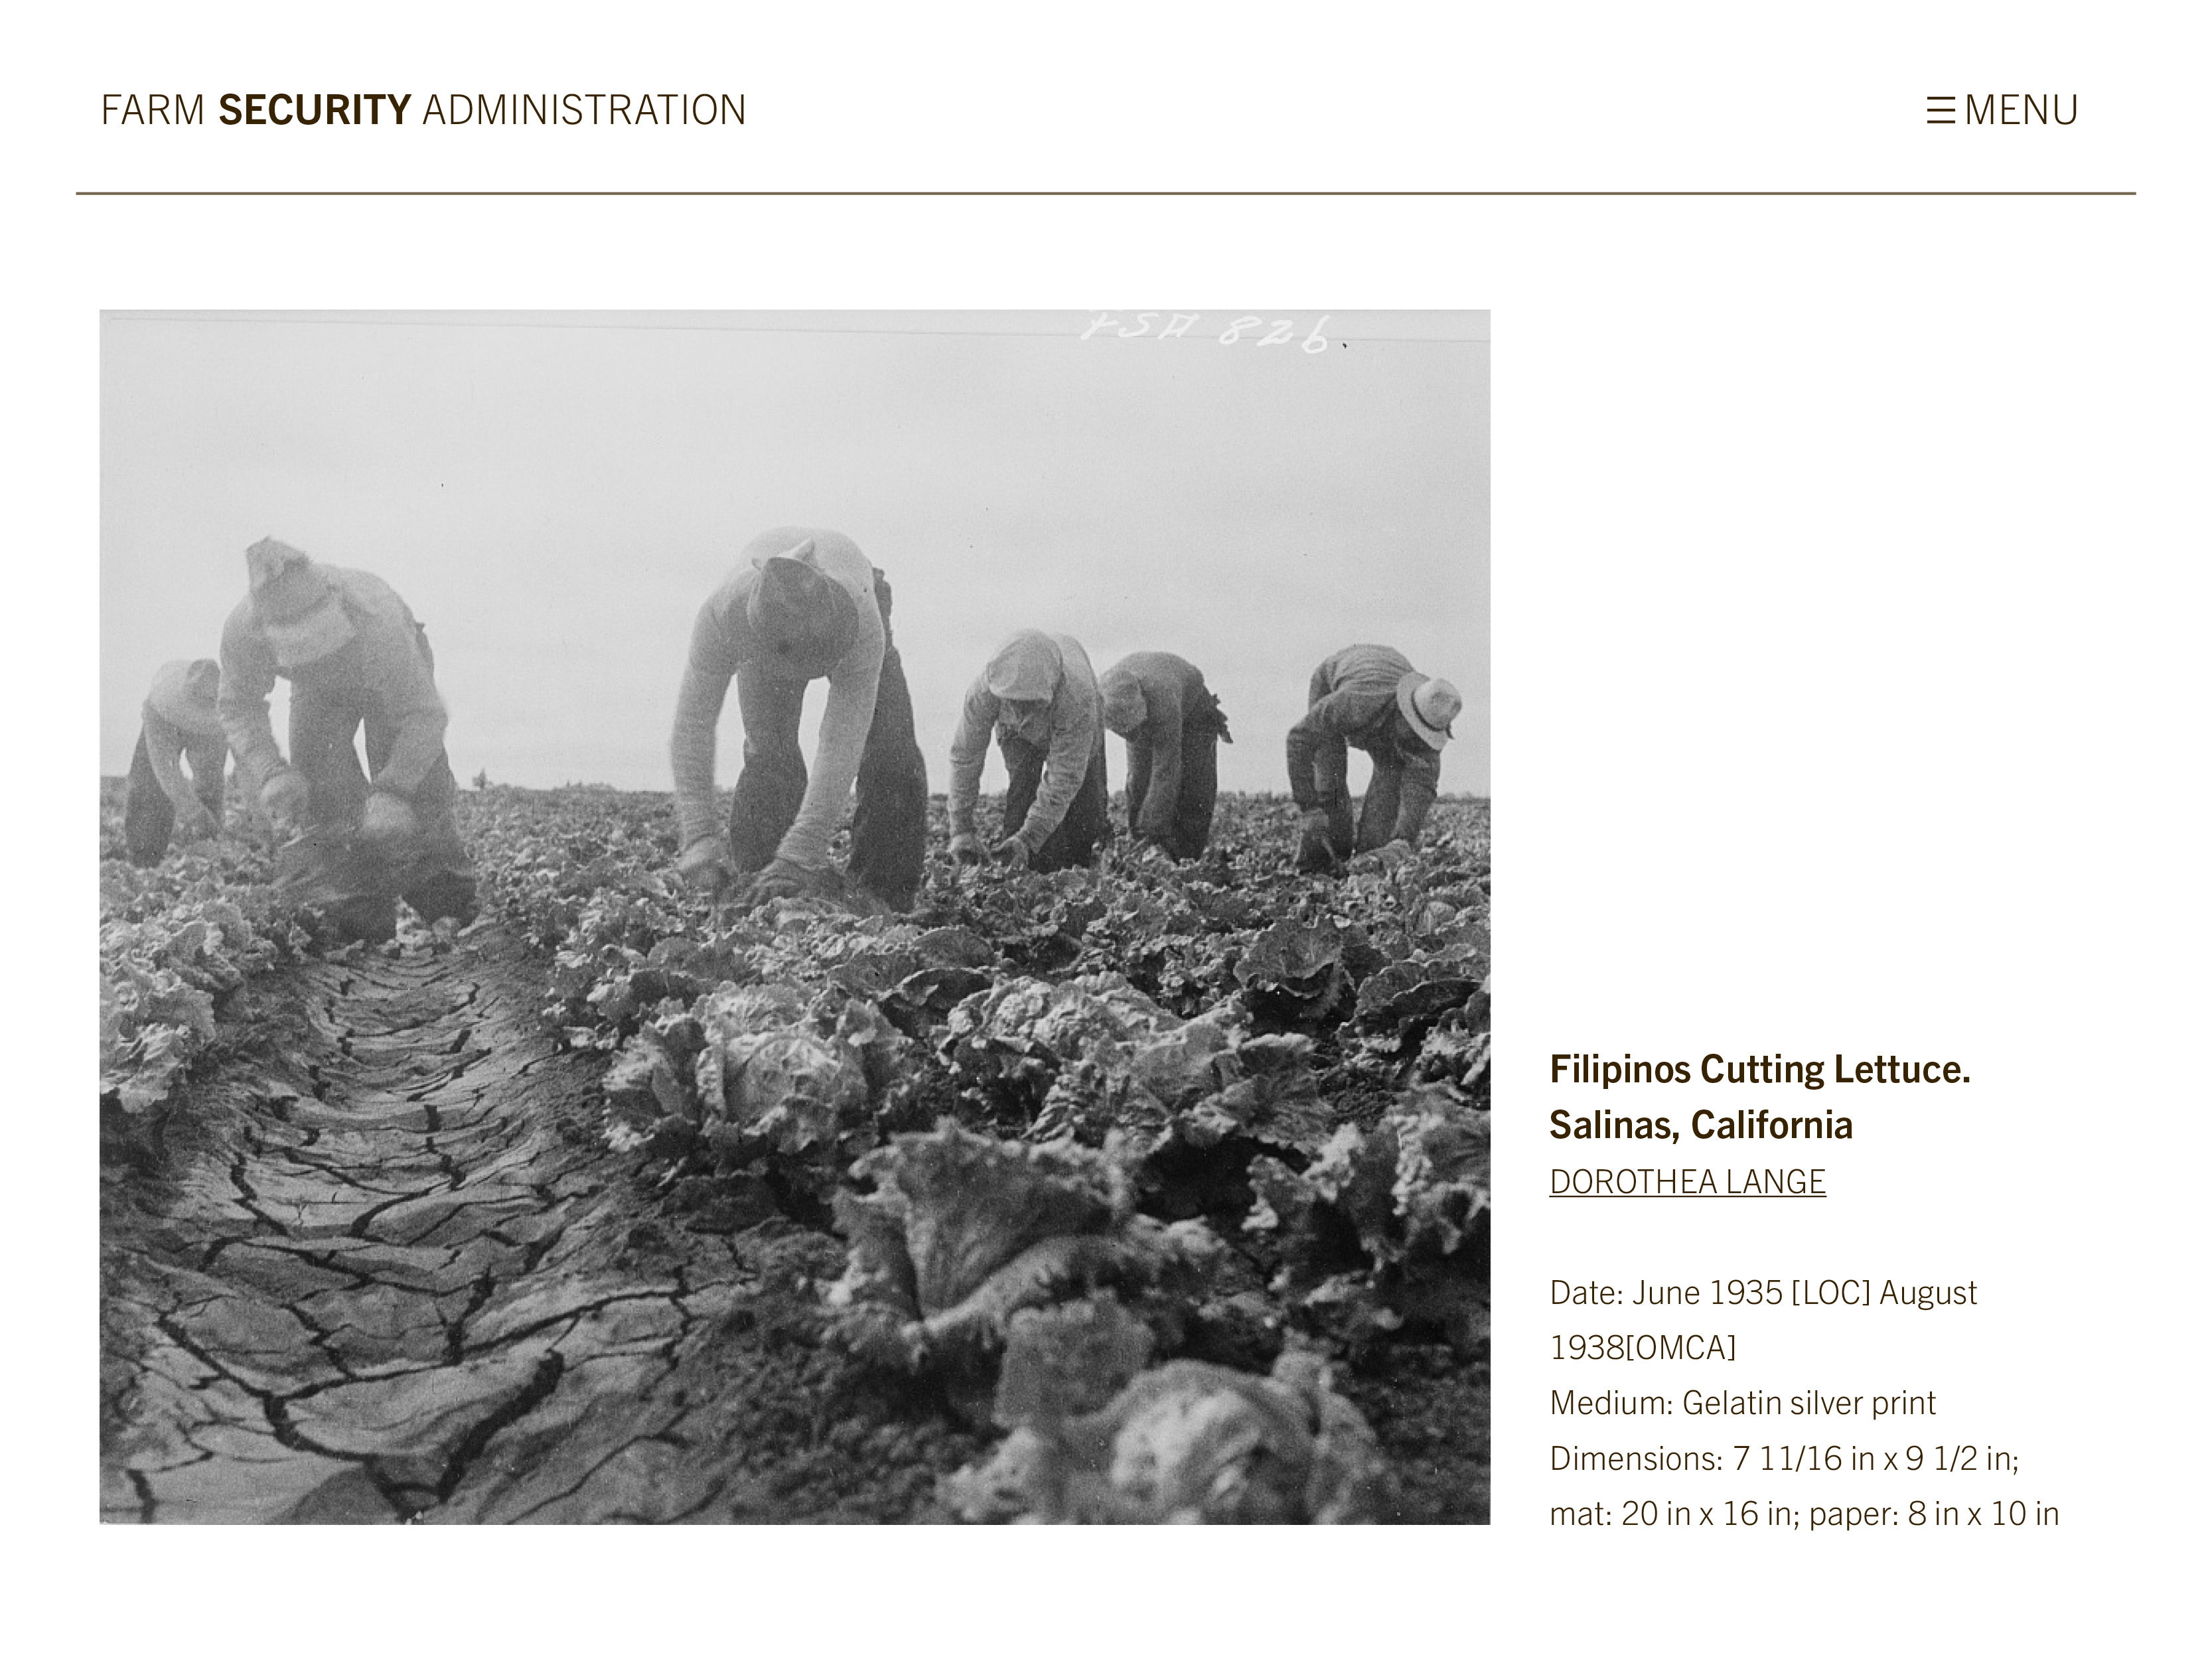 FARM SECURITY ADMINISTRATION
☰ MENU
FSA 826
Filipinos Cutting Lettuce.
Salinas, California
DOROTHEA LANGE
Date: June 1935 [LOC] August
1938[OMCA]
Medium: Gelatin silver print
Dimensions: 7 11/16 in x 9 1/2 in;
mat: 20 in x 16 in; paper: 8 in x 10 in